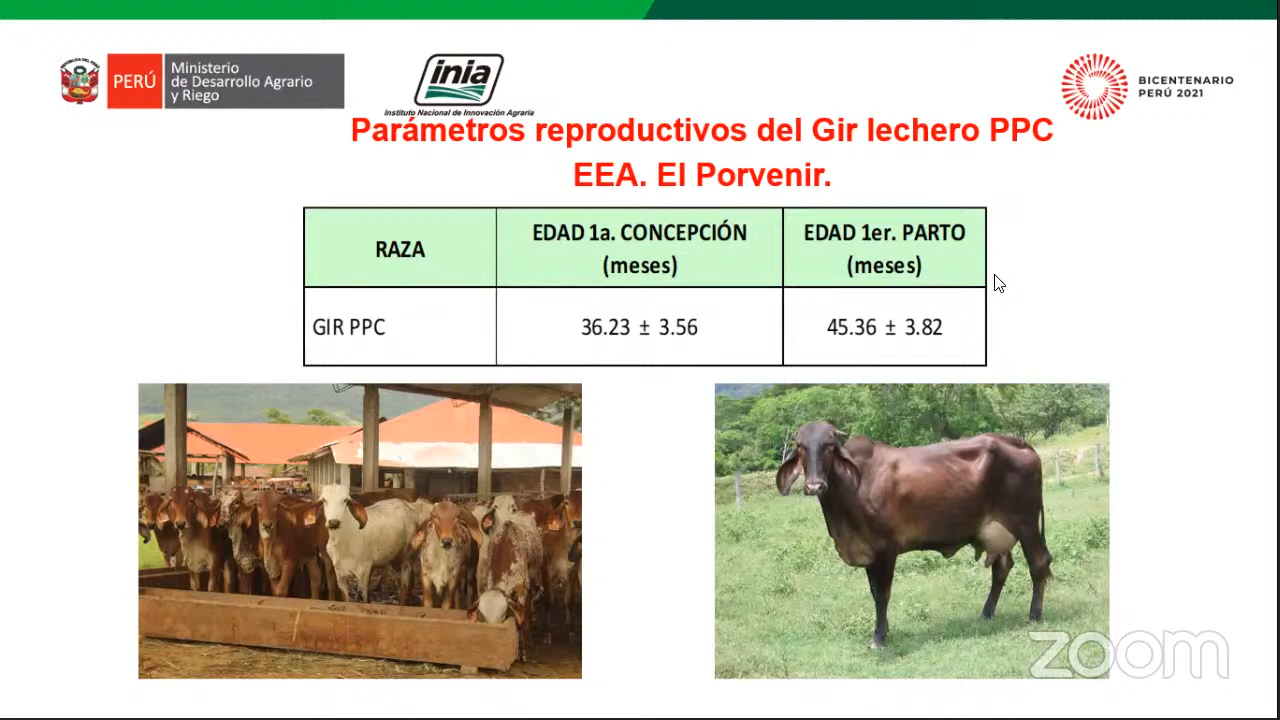 PERÚ
Ministerio
de Desarrollo Agrario
y Riego
inia
Instituto Nacional de Innovación Agraria
BICENTENARIO
PERÚ 2021
Parámetros reproductivos del Gir lechero PPC
EEA. El Porvenir.
RAZA
EDAD 1a. CONCEPCIÓN
(meses)
EDAD 1er. PARTO
(meses)
GIR PPC
36.23 ± 3.56
45.36 ± 3.82
zoom